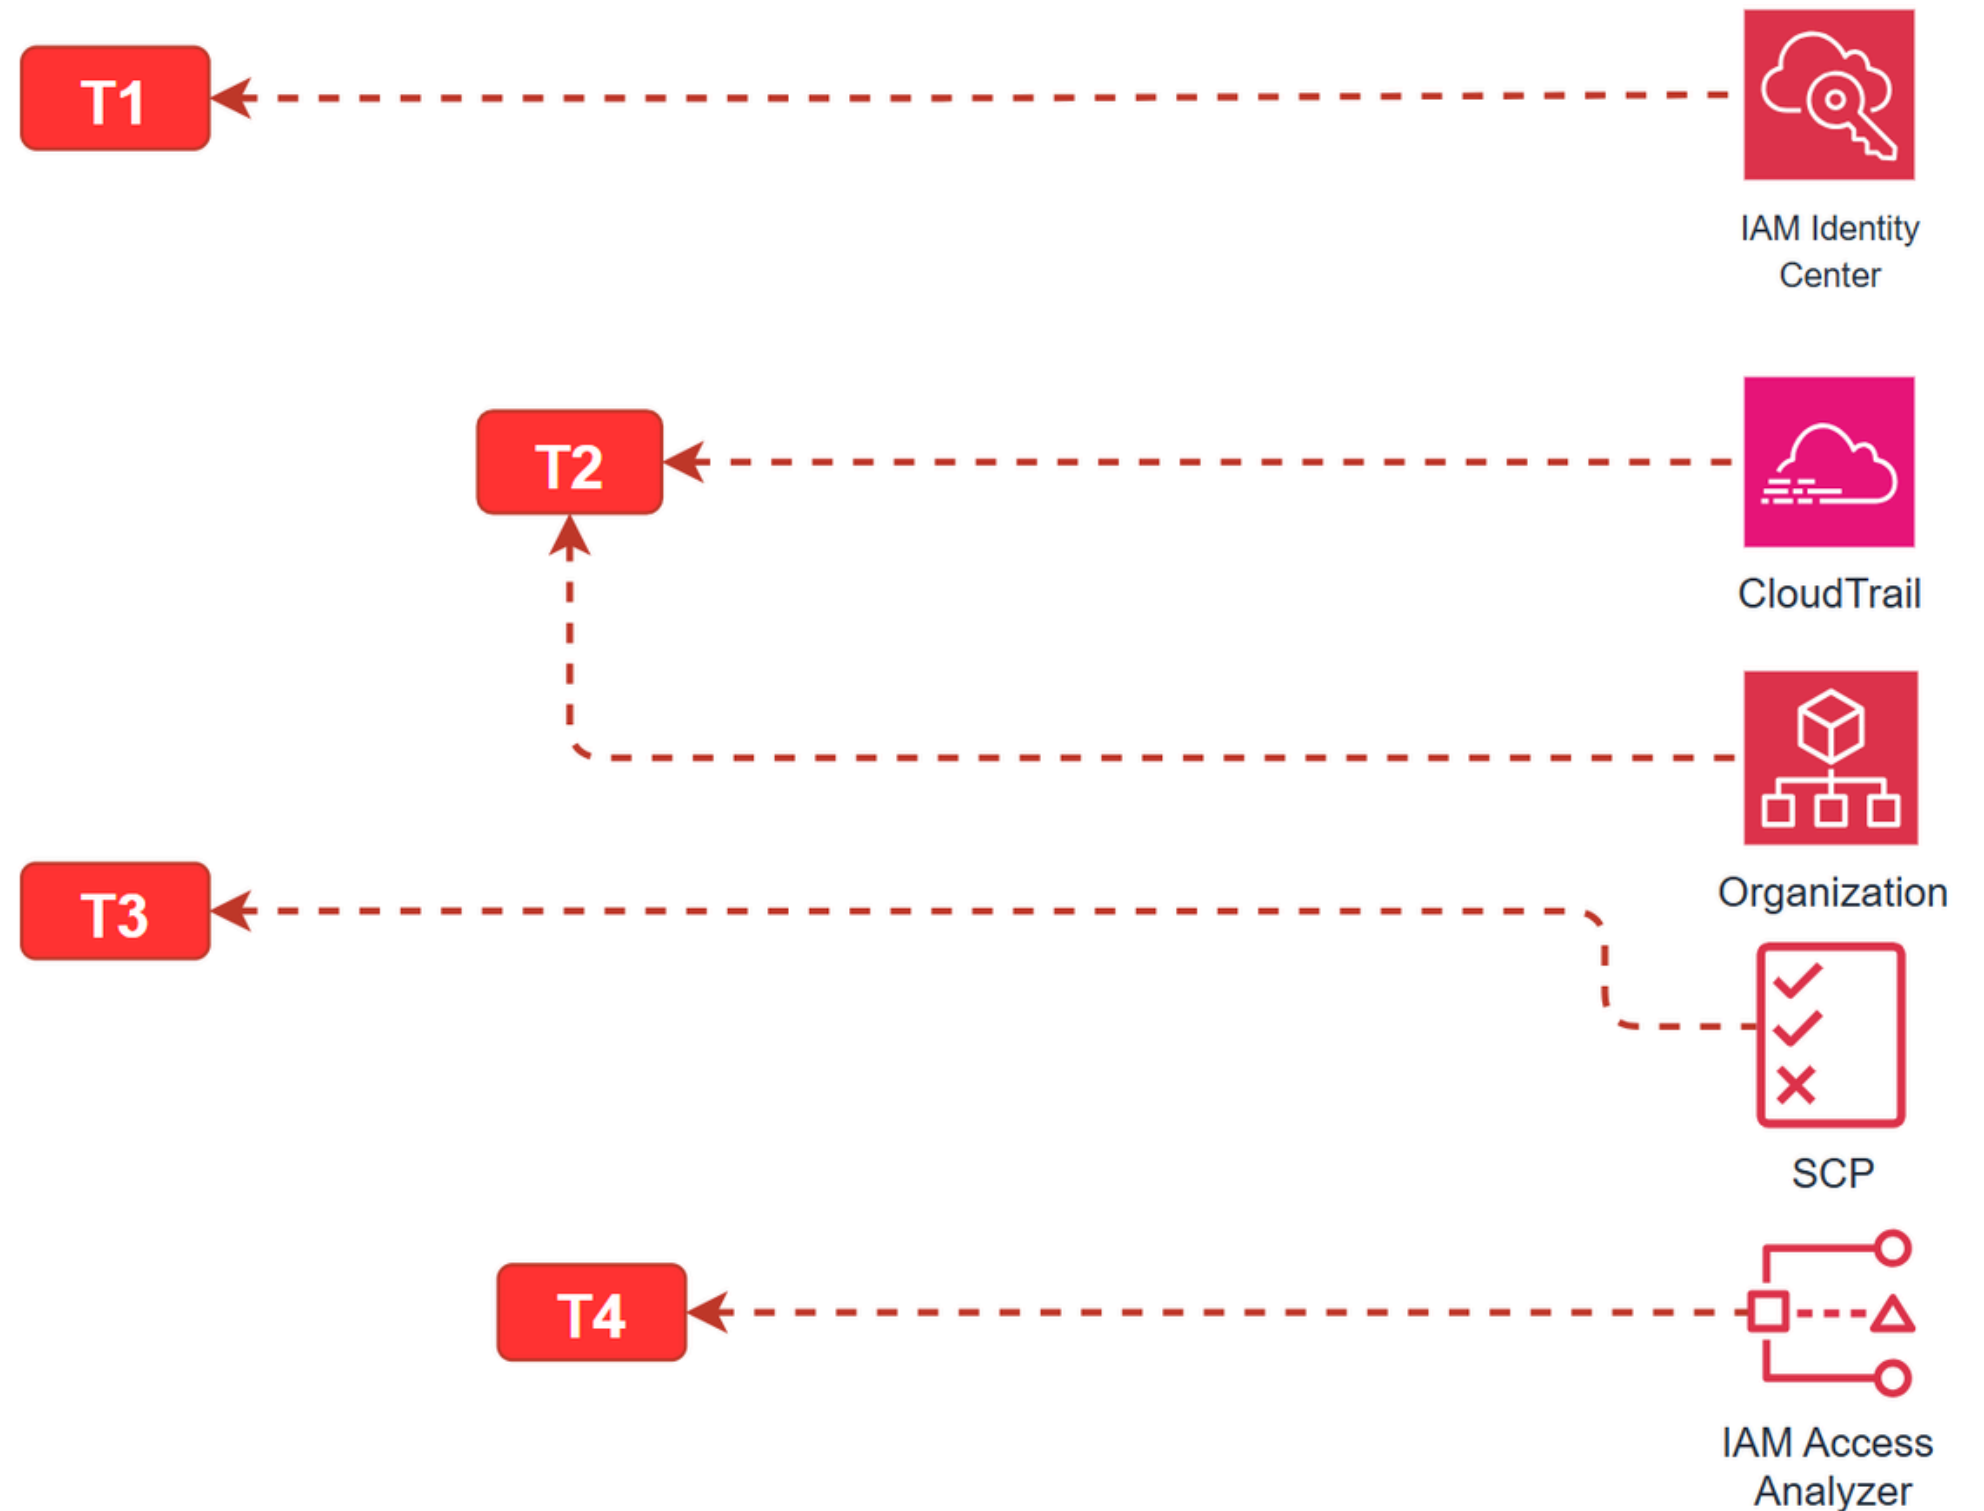 T1
IAM Identity
Center
T2
CloudTrail
Organization
T3
SCP
T4
IAM Access
Analyzer